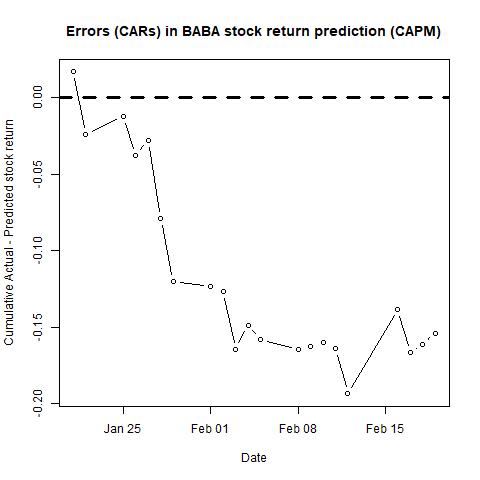 Errors (CARs) in BABA stock return prediction (CAPM)
Cumulative Actual - Predicted stock return
0.00
-0.05
-0.10
-0.15
-0.20
Jan 25
Feb 01
Feb 08
Feb 15
Date